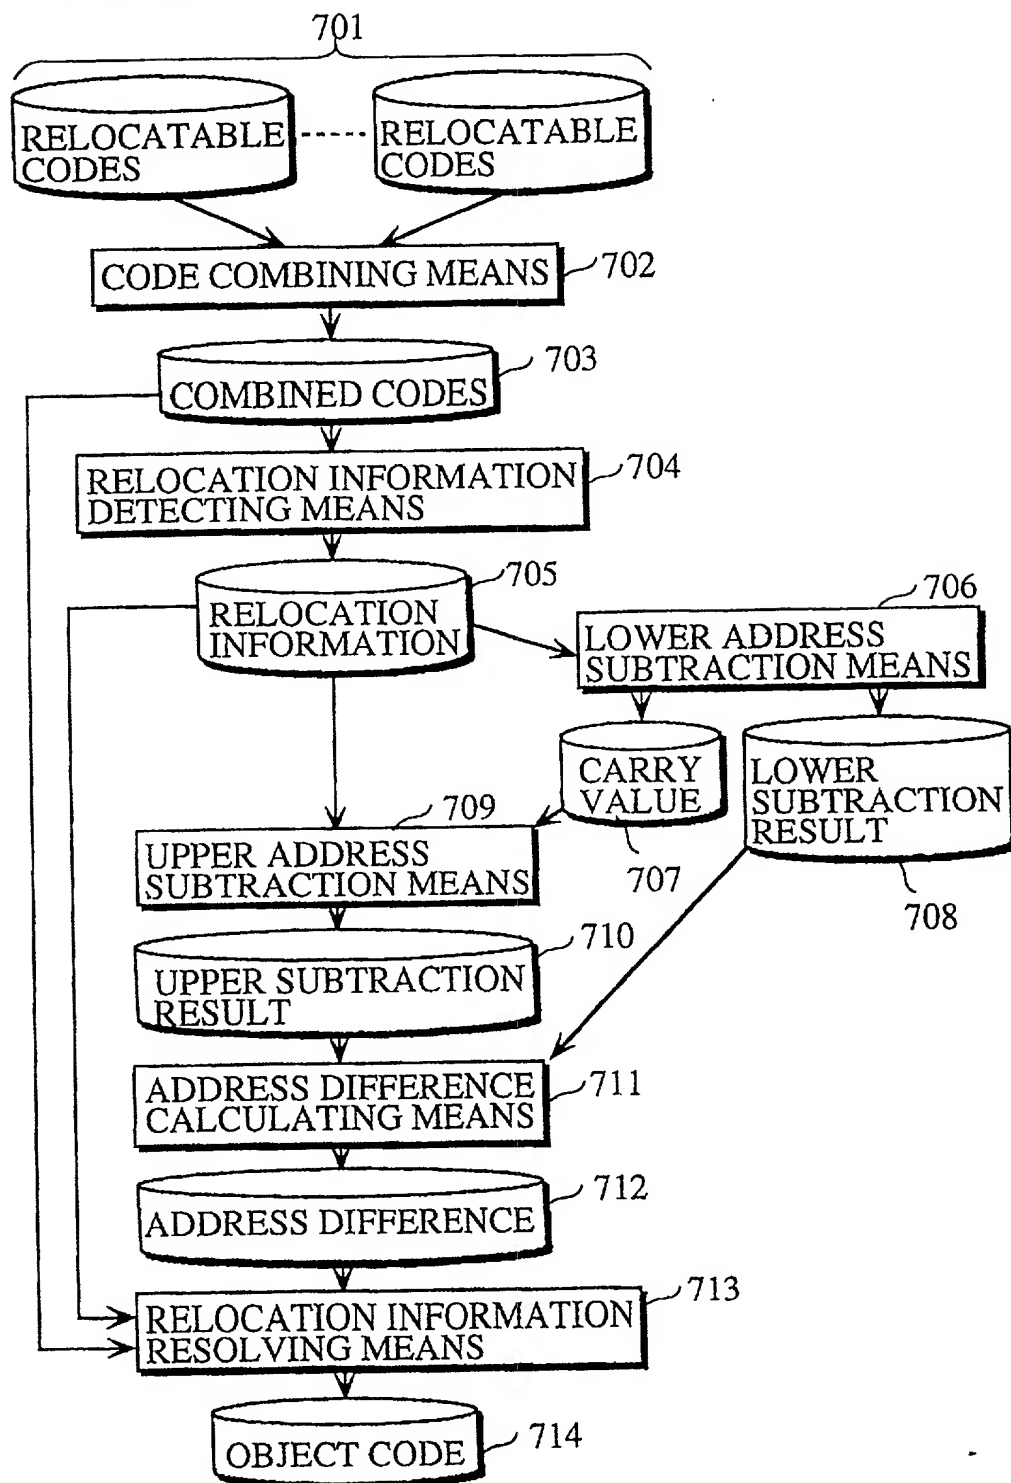 701
RELOCATABLE
CODES
RELOCATABLE
CODES
CODE COMBINING MEANS
702
703
COMBINED CODES
704
RELOCATION INFORMATION
DETECTING MEANS
705
RELOCATION
INFORMATION
706
LOWER ADDRESS
SUBTRACTION MEANS
CARRY
VALUE
707
LOWER
SUBTRACTION
RESULT
708
709
UPPER ADDRESS
SUBTRACTION MEANS
710
UPPER SUBTRACTION
RESULT
ADDRESS DIFFERENCE
CALCULATING MEANS
711
712
ADDRESS DIFFERENCE
713
RELOCATION INFORMATION
RESOLVING MEANS
OBJECT CODE
714